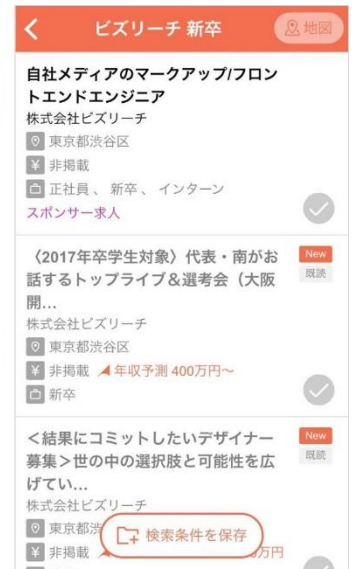 ビズリーチ 新卒
地図
自社メディアのマークアップ/フロン
トエンドエンジニア
株式会社ビズリーチ
東京都渋谷区
¥ 非掲載
正社員 、 新卒 、 インターン
スポンサー求人
〈2017年卒学生対象〉代表・南がお
話するトップライブ&選考会（大阪
開...
New
既読
株式会社ビズリーチ
東京都渋谷区
¥ 非掲載 年収予測 400万円〜
新卒
＜結果にコミットしたいデザイナー
募集＞世の中の選択肢と可能性を広
げてい...
New
既読
株式会社ビズリーチ
東京都渋
検索条件を保存
¥ 非掲載
万円